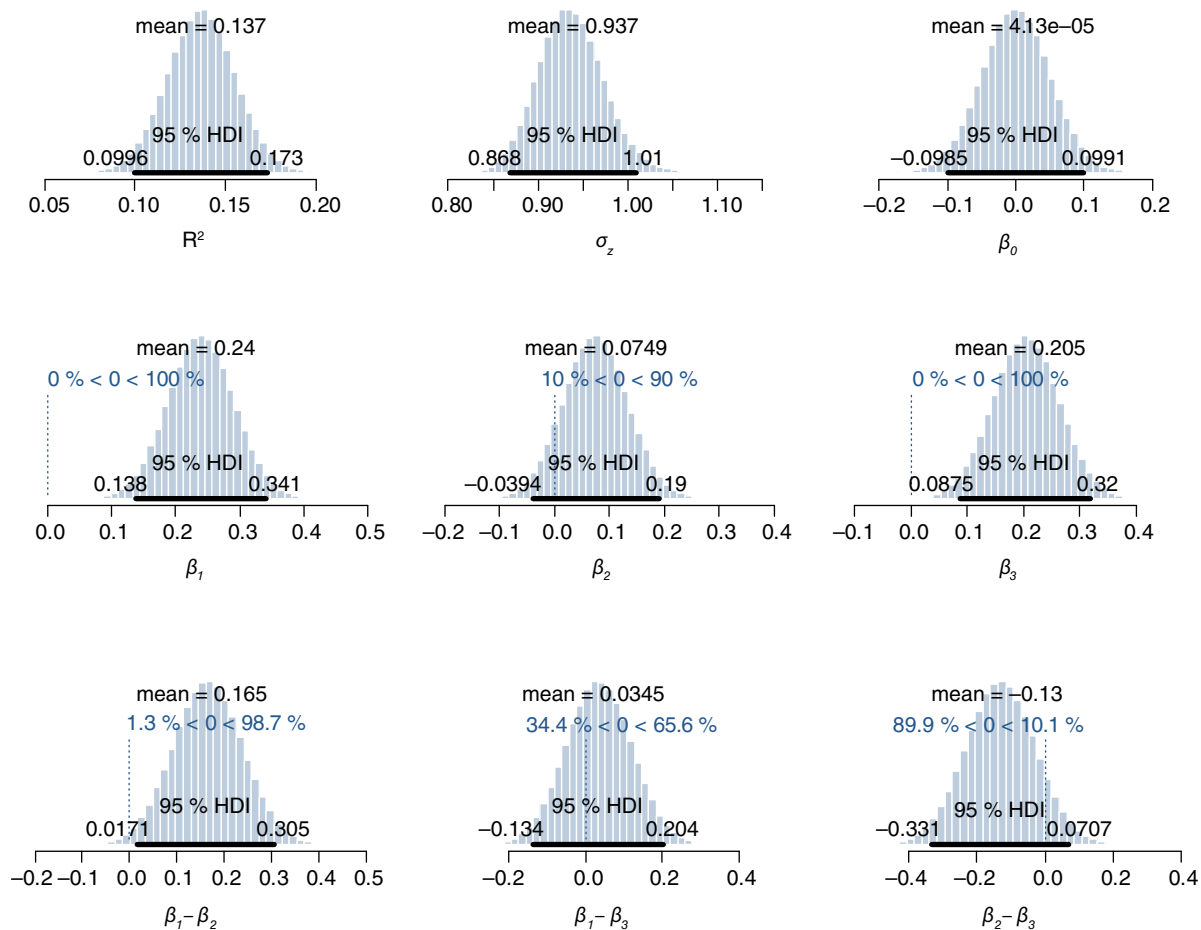 mean = 0.137
95 % HDI
0.0996 0.173
0.05 0.10 0.15 0.20
R²
mean = 0.937
95 % HDI
0.868 1.01
0.80 0.90 1.00 1.10
σz
mean = 4.13e–05
95 % HDI
–0.0985 0.0991
–0.2 –0.1 0.0 0.1 0.2
β0
mean = 0.24
0 % < 0 < 100 %
95 % HDI
0.138 0.341
0.0 0.1 0.2 0.3 0.4 0.5
β1
mean = 0.0749
10 % < 0 < 90 %
95 % HDI
–0.0394 0.19
–0.2 –0.1 0.0 0.1 0.2 0.3 0.4
β2
mean = 0.205
0 % < 0 < 100 %
95 % HDI
0.0875 0.32
–0.1 0.0 0.1 0.2 0.3 0.4
β3
mean = 0.165
1.3 % < 0 < 98.7 %
95 % HDI
0.0171 0.305
–0.2 –0.1 0.0 0.1 0.2 0.3 0.4 0.5
β1– β2
mean = 0.0345
34.4 % < 0 < 65.6 %
95 % HDI
–0.134 0.204
–0.2 0.0 0.2 0.4
β1– β3
mean = –0.13
89.9 % < 0 < 10.1 %
95 % HDI
–0.331 0.0707
–0.4 –0.2 0.0 0.2 0.4
β2– β3